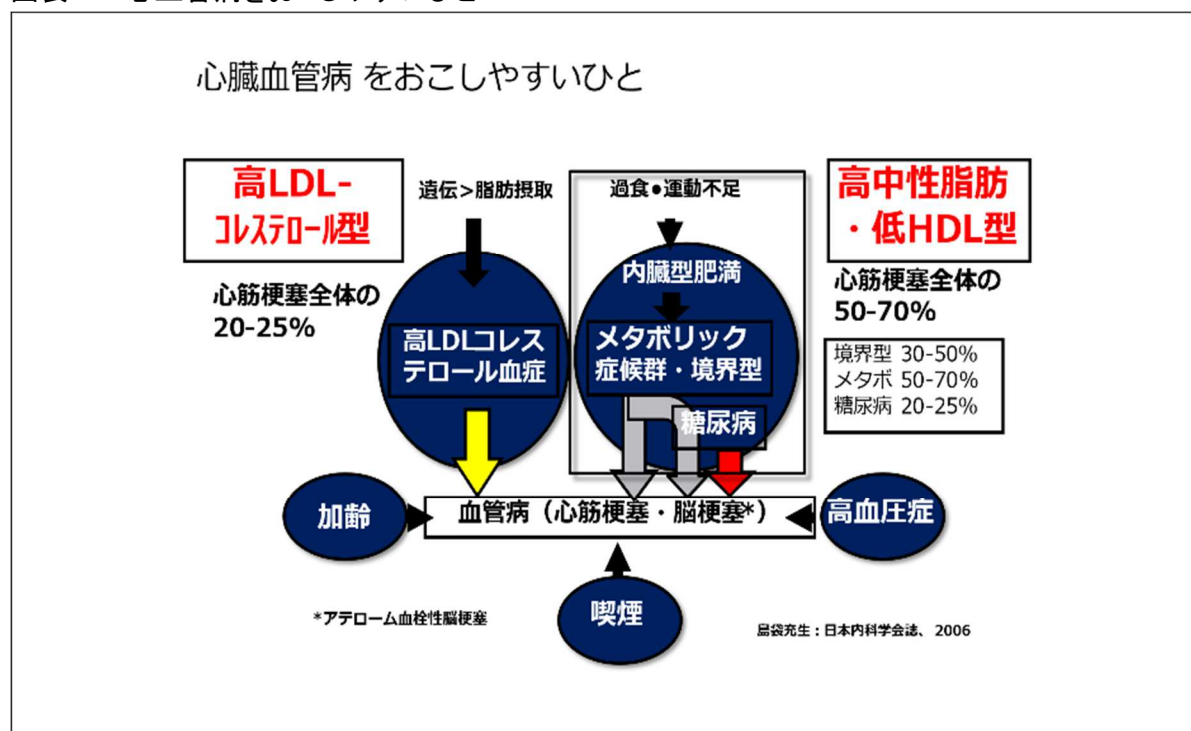 心臓血管病 をおこしやすいひと
高LDL-
ｺﾚｽﾃﾛｰﾙ型
心筋梗塞全体の
20-25%
遺伝>脂肪摂取
高LDLコレス
テロール血症
過食●運動不足
内臓型肥満
メタボリック
症候群・境界型
糖尿病
高中性脂肪
・低HDL型
心筋梗塞全体の
50-70%
境界型 30-50%
メタボ 50-70%
糖尿病 20-25%
加齢
血管病（心筋梗塞・脳梗塞*）
高血圧症
喫煙
*アテローム血栓性脳梗塞
島袋充生：日本内科学会誌、2006